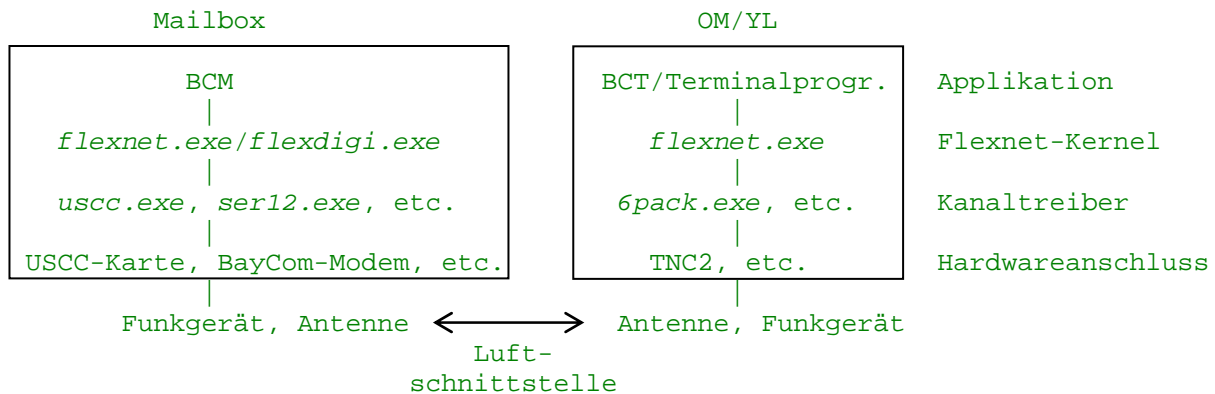 Mailbox OM/YL
BCM BCT/Terminalprogr. Applikation
flexnet.exe/flexdigi.exe flexnet.exe Flexnet-Kernel
uscc.exe, ser12.exe, etc. 6pack.exe, etc. Kanaltreiber
USCC-Karte, BayCom-Modem, etc. TNC2, etc. Hardwareanschluss
Funkgerät, Antenne Antenne, Funkgerät
Luft-
schnittstelle